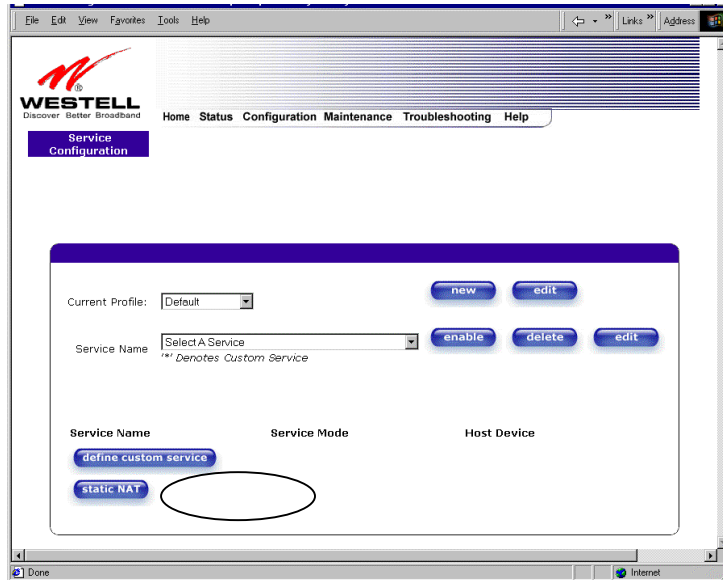 File Edit View Favorites Tools Help
Links » Address
WESTELL
Discover Better Broadband
Home Status Configuration Maintenance Troubleshooting Help
Service
Configuration
new edit
Current Profile: Default
enable delete edit
Service Name Select A Service
'*' Denotes Custom Service
Service Name Service Mode Host Device
define custom service
static NAT
Done Internet